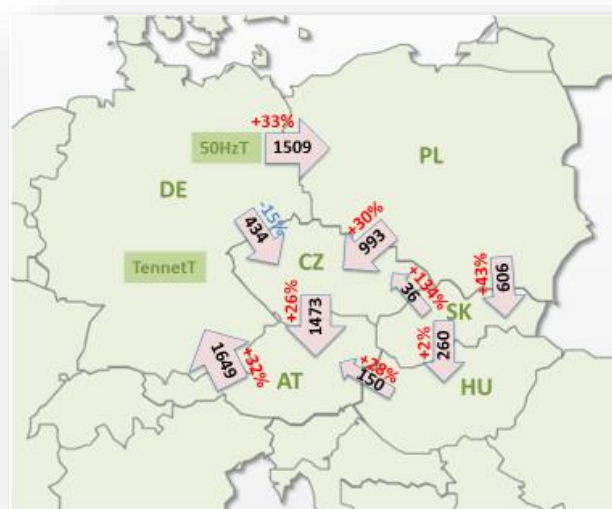 +33%
50HzT
1509
PL
DE
-15%
434
+30%
993
CZ
TennetT
+134%
36
+43%
606
SK
+26%
1473
+2%
260
1649
+32%
AT
+28%
150
HU